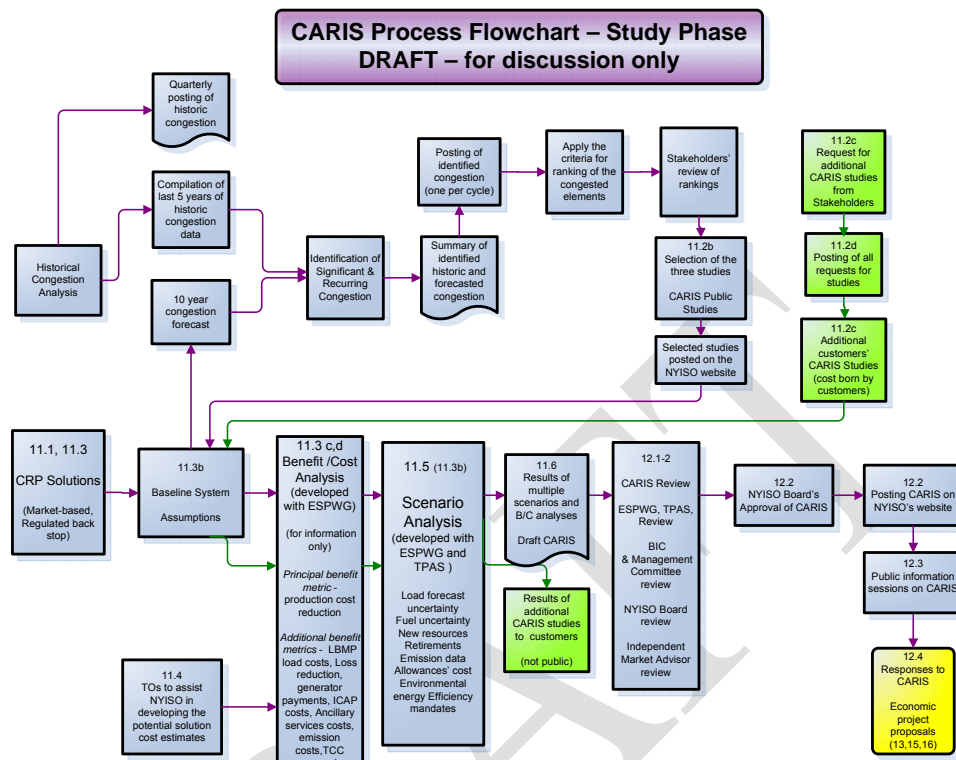 CARIS Process Flowchart – Study Phase
DRAFT – for discussion only
Quarterly
posting of
historic
congestion
Compilation of
last 5 years of
historic
congestion
data
Historical
Congestion
Analysis
10 year
congestion
forecast
Identification of
Significant &
Recurring
Congestion
Posting of
identified
congestion
(one per cycle)
Summary of
identified
historic and
forecasted
congestion
Apply the
criteria for
ranking of the
congested
elements
Stakeholders'
review of
rankings
11.2b
Selection of the
three studies
CARIS Public
Studies
Selected studies
posted on the
NYISO website
11.2c
Request for
additional
CARIS studies
from
Stakeholders
11.2d
Posting of all
requests for
studies
11.2c
Additional
customers'
CARIS Studies
(cost born by
customers)
11.1, 11.3
CRP Solutions
(Market-based,
Regulated back
stop)
11.3b
Baseline System
Assumptions
11.3 c,d
Benefit /Cost
Analysis
(developed
with ESPWG)
(for information
only)
Principal benefit
metric -
production cost
reduction
Additional benefit
metrics - LBMP
load costs, Loss
reduction,
generator
payments, ICAP
costs, Ancillary
services costs,
emission
costs,TCC
11.4
TOs to assist
NYISO in
developing the
potential solution
cost estimates
11.5 (11.3b)
Scenario
Analysis
(developed with
ESPWG and
TPAS )
Load forecast
uncertainty
Fuel uncertainty
New resources
Retirements
Emission data
Allowances' cost
Environmental
energy Efficiency
mandates
11.6
Results of
multiple
scenarios and
B/C analyses
Draft CARIS
Results of
additional
CARIS studies
to customers
(not public)
12.1-2
CARIS Review
ESPWG, TPAS,
Review
BIC
& Management
Committee
review
NYISO Board
review
Independent
Market Advisor
review
12.2
NYISO Board's
Approval of CARIS
12.2
Posting CARIS on
NYISO's website
12.3
Public information
sessions on CARIS
12.4
Responses to
CARIS
Economic
project
proposals
(13,15,16)
DRAFT